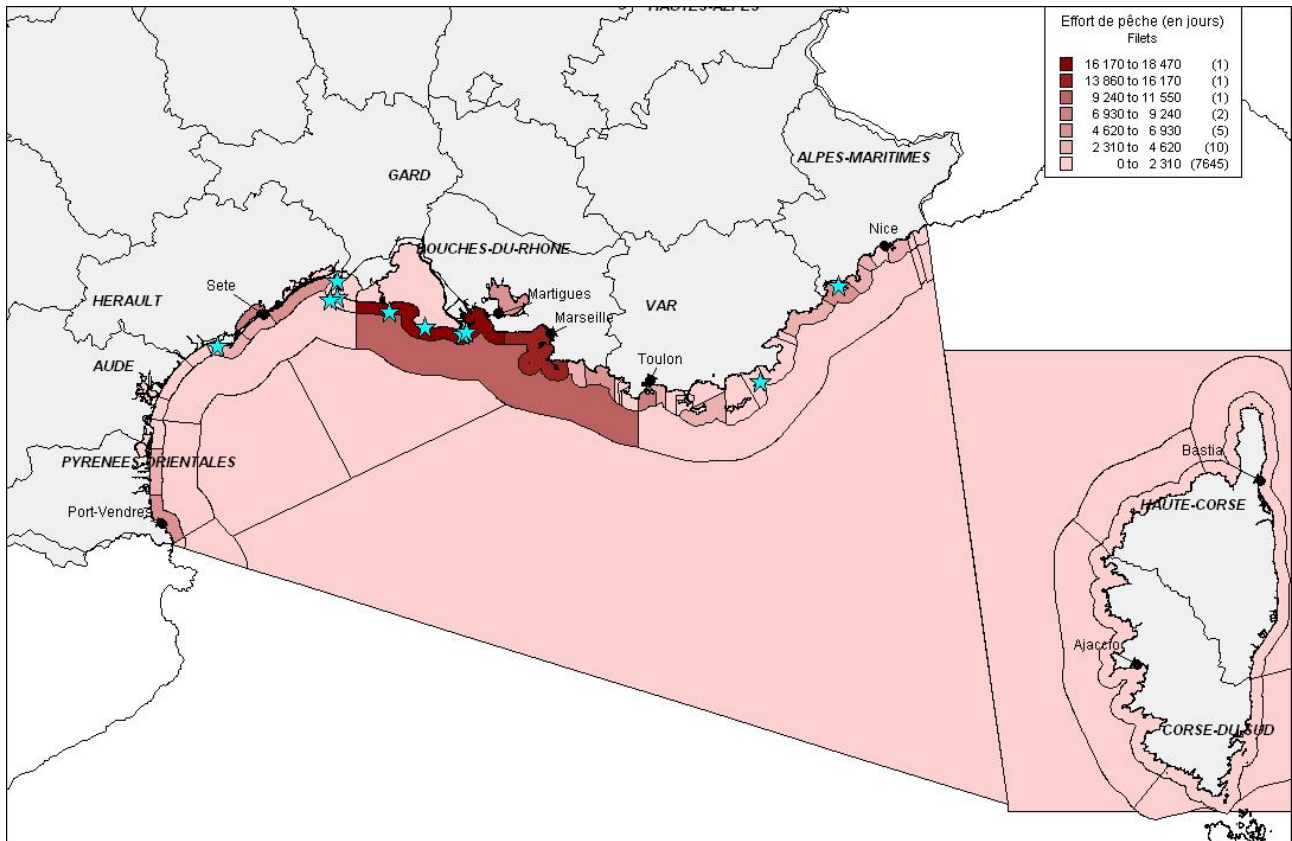 HAUTES-ALPES
Effort de pêche (en jours)
Filets
16 170 to 18 470 (1)
13 860 to 16 170 (1)
9 240 to 11 550 (1)
6 930 to 9 240 (2)
4 620 to 6 930 (5)
2 310 to 4 620 (10)
0 to 2 310 (7645)
ALPES-MARITIMES
GARD
Nice
BOUCHES-DU-RHONE
Sete
Martigues
HERAULT
VAR
Marseille
Toulon
AUDE
Bastia
PYRENEES-ORIENTALES
HAUTE-CORSE
Port-Vendres
Ajaccio
CORSE-DU-SUD